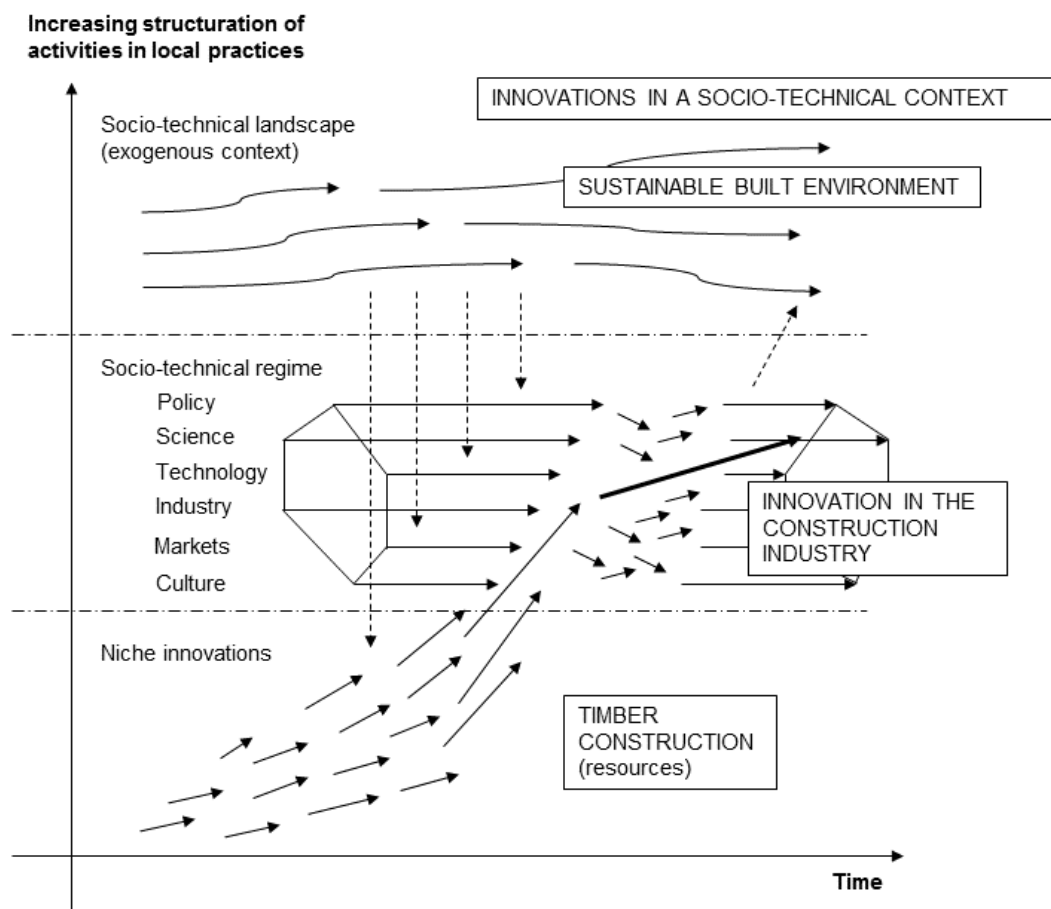 Increasing structuration of
activities in local practices
INNOVATIONS IN A SOCIO-TECHNICAL CONTEXT
Socio-technical landscape
(exogenous context)
SUSTAINABLE BUILT ENVIRONMENT
Socio-technical regime
Policy
Science
Technology
Industry
Markets
Culture
INNOVATION IN THE
CONSTRUCTION
INDUSTRY
Niche innovations
TIMBER
CONSTRUCTION
(resources)
Time